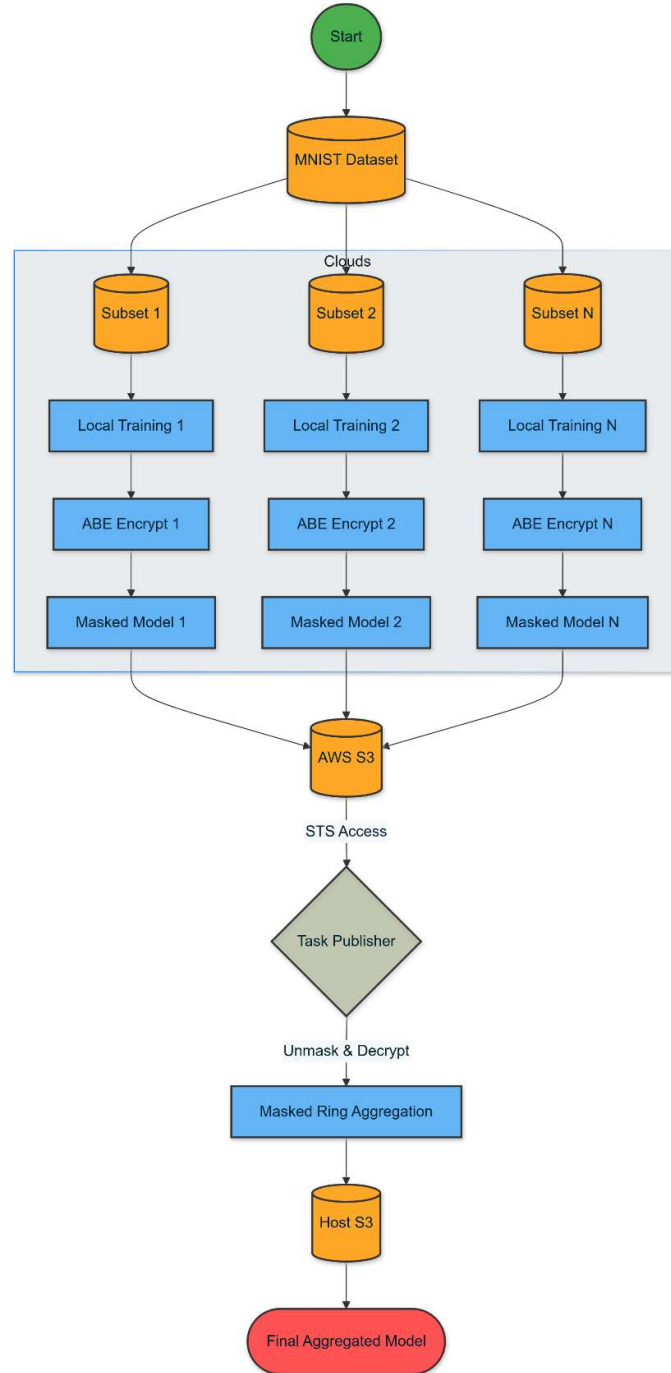 Start
MNIST Dataset
Clouds
Subset 1
Subset 2
Subset N
Local Training 1
Local Training 2
Local Training N
ABE Encrypt 1
ABE Encrypt 2
ABE Encrypt N
Masked Model 1
Masked Model 2
Masked Model N
AWS S3
STS Access
Task Publisher
Unmask & Decrypt
Masked Ring Aggregation
Host S3
Final Aggregated Model